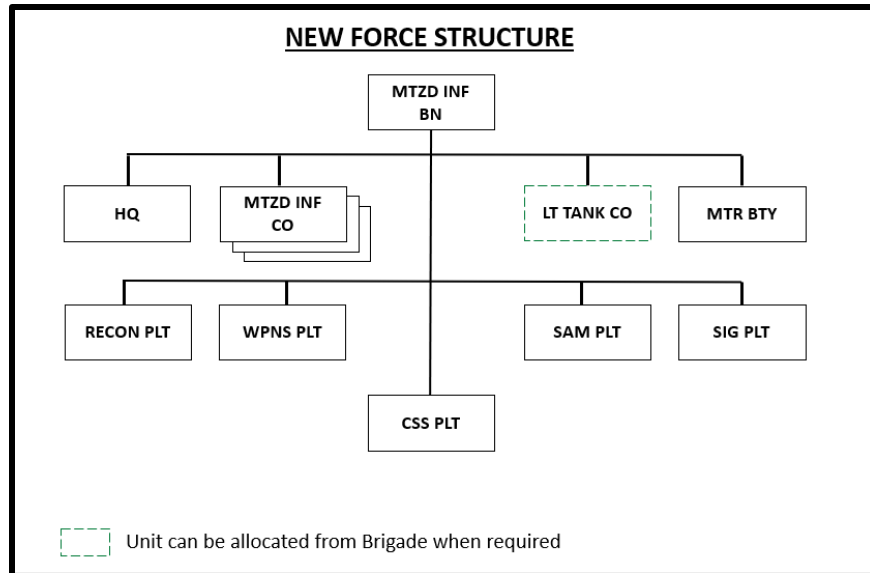 NEW FORCE STRUCTURE
MTZD INF
BN
HQ
MTZD INF
CO
LT TANK CO
MTR BTY
RECON PLT
WPNS PLT
SAM PLT
SIG PLT
CSS PLT
Unit can be allocated from Brigade when required